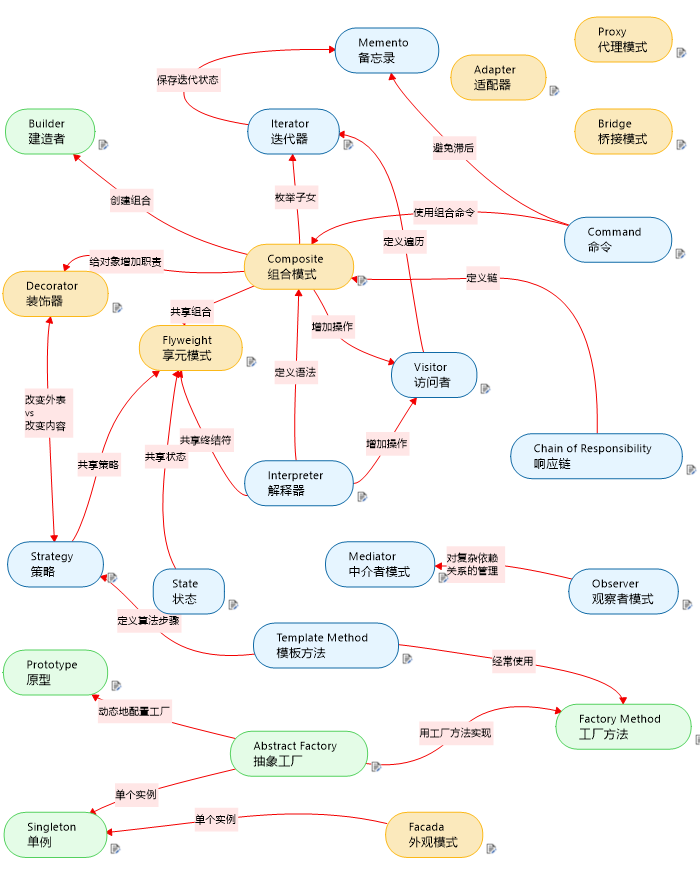 Proxy
代理模式
Memento
备忘录
Adapter
适配器
保存迭代状态
Builder
建造者
Iterator
迭代器
Bridge
桥接模式
避免滞后
创建组合
枚举子女
使用组合命令
Command
命令
定义遍历
给对象增加职责
Composite
组合模式
定义链
Decorator
装饰器
共享组合
增加操作
Flyweight
享元模式
定义语法
Visitor
访问者
改变外表
vs
改变内容
共享策略
共享状态
共享终结符
增加操作
Chain of Responsibility
响应链
Interpreter
解释器
Strategy
策略
State
状态
Mediator
中介者模式
对复杂依赖
关系的管理
Observer
观察者模式
定义算法步骤
Template Method
模板方法
经常使用
Prototype
原型
动态地配置工厂
Factory Method
工厂方法
Abstract Factory
抽象工厂
用工厂方法实现
单个实例
Singleton
单例
单个实例
Facada
外观模式